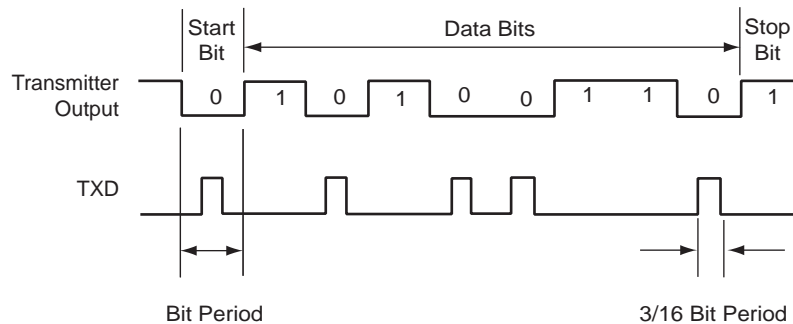 Start
Bit
Data Bits
Stop
Bit
Transmitter
Output
0 1 0 1 0 0 1 1 0 1
TXD
Bit Period
3/16 Bit Period